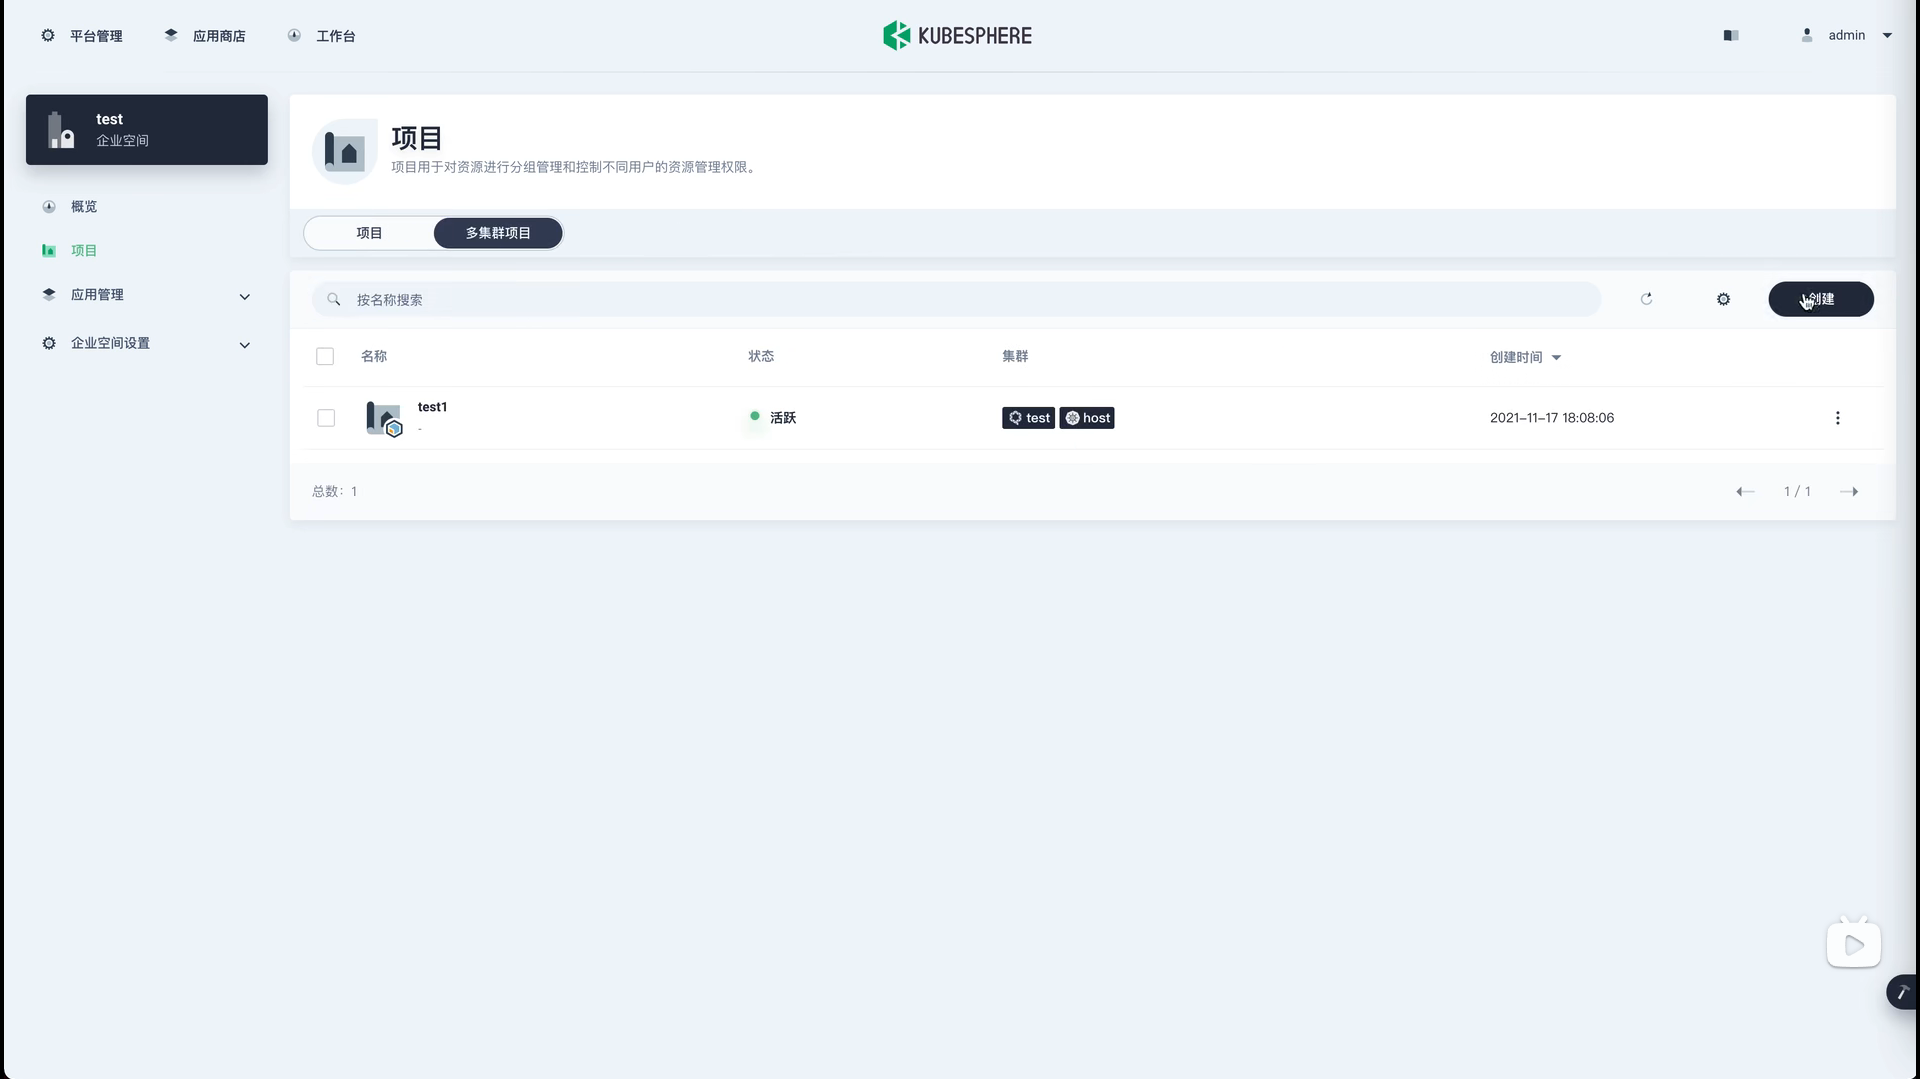 平台管理 应用商店 工作台 KUBESPHERE admin
test
企业空间
概览
项目
应用管理
企业空间设置
项目
项目用于对资源进行分组管理和控制不同用户的资源管理权限。
项目 多集群项目
按名称搜索 创建
名称 状态 集群 创建时间
test1 活跃 test host 2021-11-17 18:08:06
-
总数: 1 1 / 1